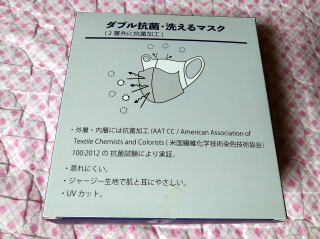 ダブル抗菌・洗えるマスク
(2層共に抗菌加工)
・外層・内層には抗菌加工 (AAT CC / American Association of
Textile Chemists and Colorists (米国繊維化学技術染色技術協会)
100:2012 の 抗菌試験により実証。
・蒸れにくい。
・ジャージー生地で肌と耳にやさしい。
・UVカット。